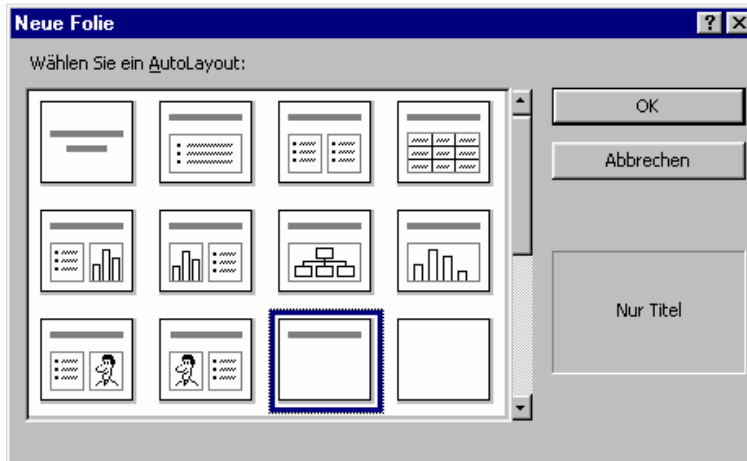 Neue Folie
Wählen Sie ein AutoLayout:
OK
Abbrechen
Nur Titel